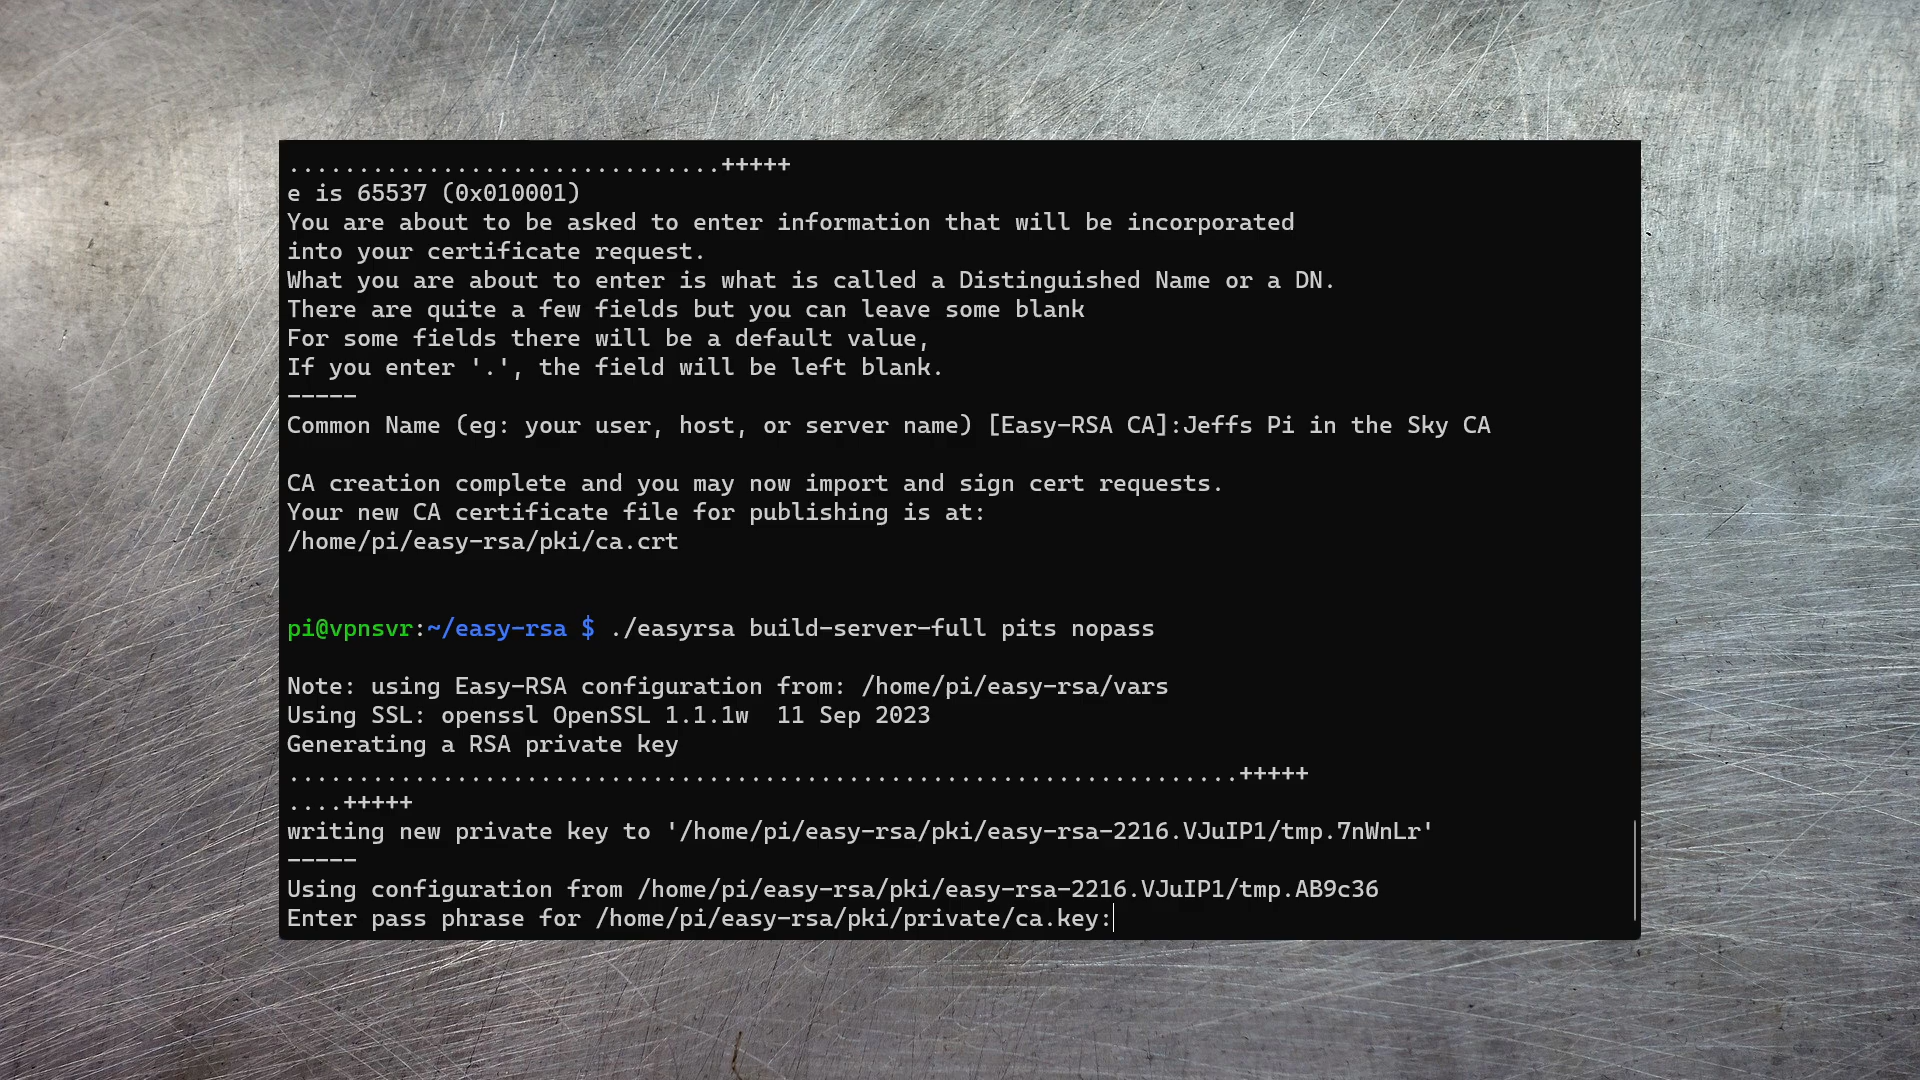 ...............................+++++
e is 65537 (0x010001)
You are about to be asked to enter information that will be incorporated
into your certificate request.
What you are about to enter is what is called a Distinguished Name or a DN.
There are quite a few fields but you can leave some blank
For some fields there will be a default value,
If you enter '.', the field will be left blank.
-----
Common Name (eg: your user, host, or server name) [Easy-RSA CA]:Jeffs Pi in the Sky CA
CA creation complete and you may now import and sign cert requests.
Your new CA certificate file for publishing is at:
/home/pi/easy-rsa/pki/ca.crt
pi@vpnsvr:~/easy-rsa $ ./easyrsa build-server-full pits nopass
Note: using Easy-RSA configuration from: /home/pi/easy-rsa/vars
Using SSL: openssl OpenSSL 1.1.1w  11 Sep 2023
Generating a RSA private key
....................................................................+++++
....+++++
writing new private key to '/home/pi/easy-rsa/pki/easy-rsa-2216.VJuIP1/tmp.7nWnLr'
-----
Using configuration from /home/pi/easy-rsa/pki/easy-rsa-2216.VJuIP1/tmp.AB9c36
Enter pass phrase for /home/pi/easy-rsa/pki/private/ca.key: